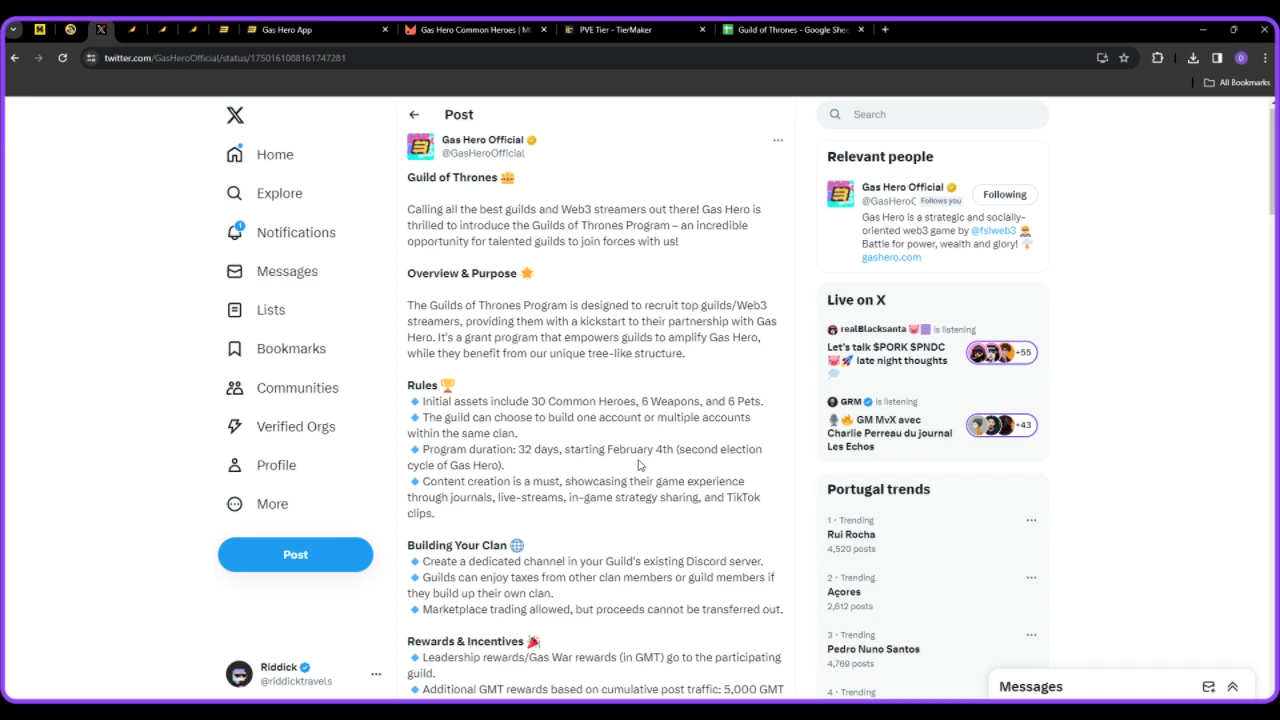 Gas Hero App
Gas Hero Common Heroes | M
PVE Tier - TierMaker
Guild of Thrones - Google She
twitter.com/GasHeroOfficial/status/1750161088161747281
All Bookmarks
Post
Search
Home
Explore
Notifications
1
Messages
Lists
Bookmarks
Communities
Verified Orgs
Profile
More
Post
Riddick
@riddicktravels
Gas Hero Official
@GasHeroOfficial
Guild of Thrones
Calling all the best guilds and Web3 streamers out there! Gas Hero is
thrilled to introduce the Guilds of Thrones Program – an incredible
opportunity for talented guilds to join forces with us!
Overview & Purpose
The Guilds of Thrones Program is designed to recruit top guilds/Web3
streamers, providing them with a kickstart to their partnership with Gas
Hero. It's a grant program that empowers guilds to amplify Gas Hero,
while they benefit from our unique tree-like structure.
Rules
Initial assets include 30 Common Heroes, 6 Weapons, and 6 Pets.
The guild can choose to build one account or multiple accounts
within the same clan.
Program duration: 32 days, starting February 4th (second election
cycle of Gas Hero).
Content creation is a must, showcasing their game experience
through journals, live-streams, in-game strategy sharing, and TikTok
clips.
Building Your Clan
Create a dedicated channel in your Guild's existing Discord server.
Guilds can enjoy taxes from other clan members or guild members if
they build up their own clan.
Marketplace trading allowed, but proceeds cannot be transferred out.
Rewards & Incentives
Leadership rewards/Gas War rewards (in GMT) go to the participating
guild.
Additional GMT rewards based on cumulative post traffic: 5,000 GMT
Relevant people
Gas Hero Official
@GasHeroC Follows you
Following
Gas Hero is a strategic and socially-
oriented web3 game by @fslweb3
Battle for power, wealth and glory!
gashero.com
Live on X
realBlacksanta is listening
Let's talk $PORK $PNDC
late night thoughts
+55
GRM is listening
GM MvX avec
Charlie Perreau du journal
Les Echos
+43
Portugal trends
1 · Trending
Rui Rocha
4,520 posts
2 · Trending
Açores
2,612 posts
3 · Trending
Pedro Nuno Santos
4,769 posts
4 · Trending
Messages